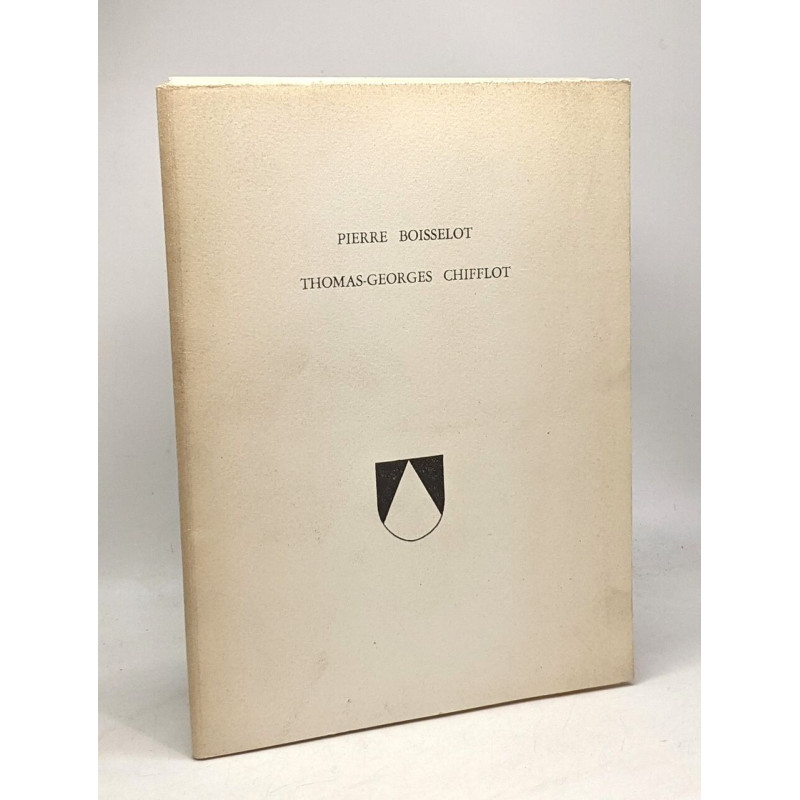 PIERRE BOISSELOT
THOMAS-GEORGES CHIFFLOT